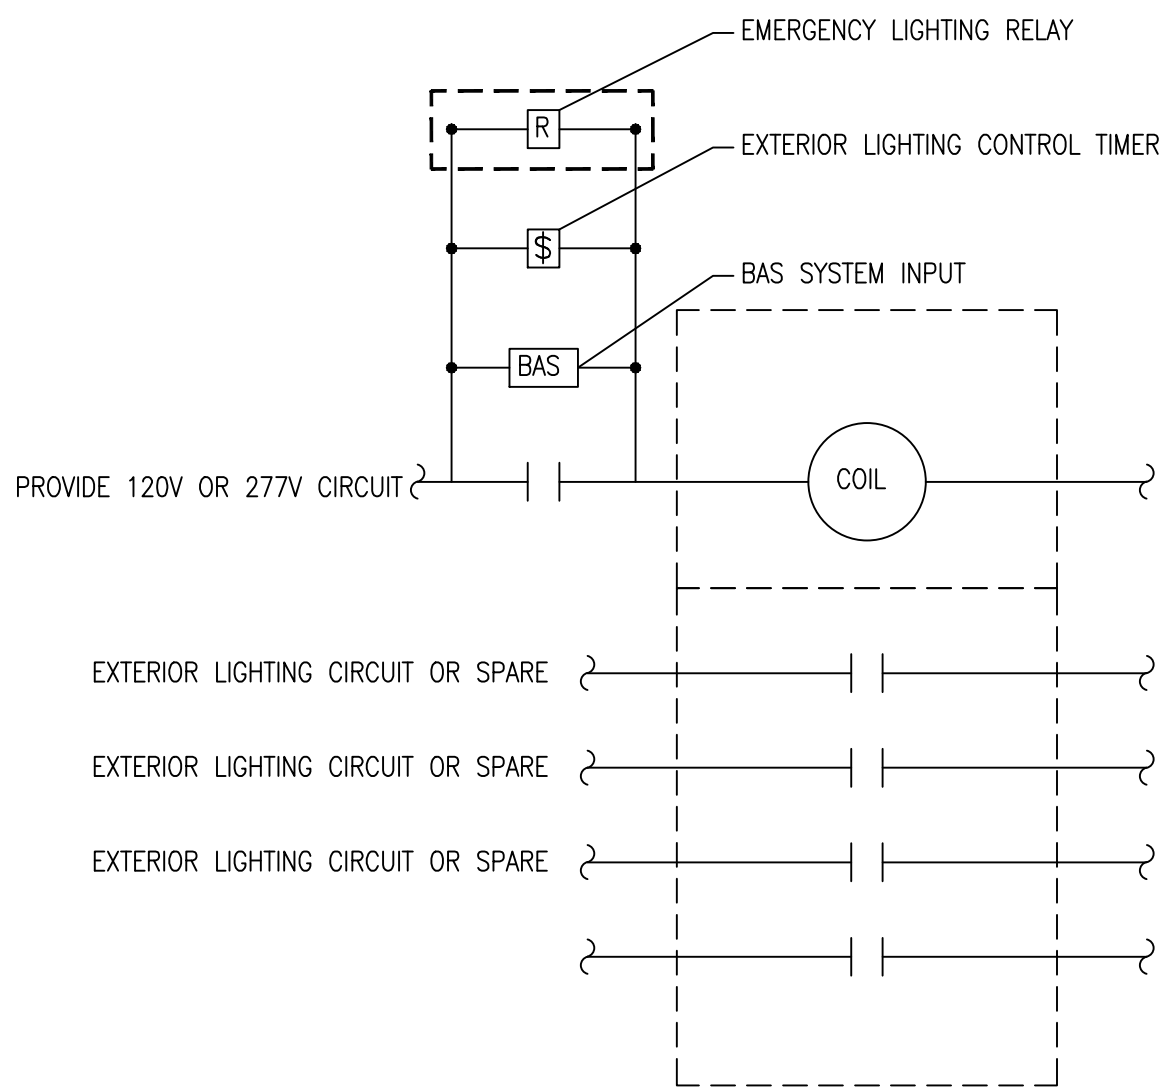 EMERGENCY LIGHTING RELAY
R
EXTERIOR LIGHTING CONTROL TIMER
$
BAS SYSTEM INPUT
BAS
PROVIDE 120V OR 277V CIRCUIT
COIL
EXTERIOR LIGHTING CIRCUIT OR SPARE
EXTERIOR LIGHTING CIRCUIT OR SPARE
EXTERIOR LIGHTING CIRCUIT OR SPARE